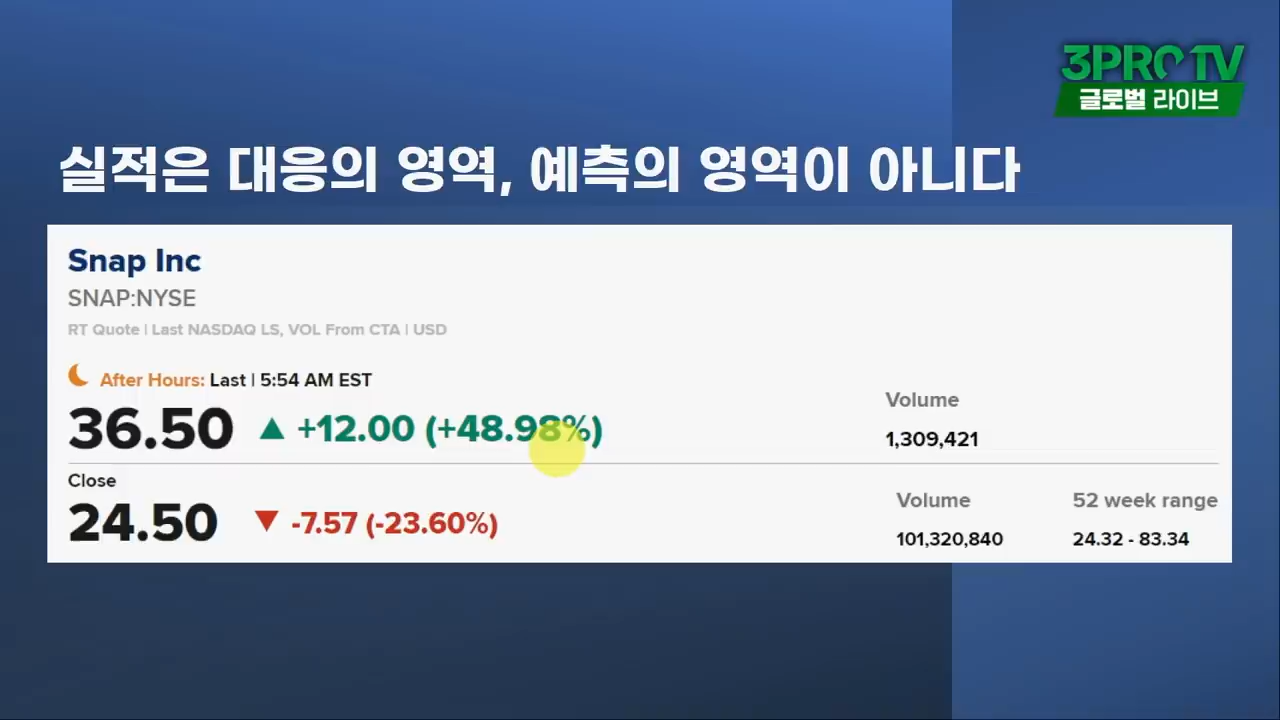 3PRO TV
글로벌 라이브
실적은 대응의 영역, 예측의 영역이 아니다
Snap Inc
SNAP:NYSE
RT Quote | Last NASDAQ LS, VOL From CTA | USD
After Hours: Last | 5:54 AM EST
36.50 ▲ +12.00 (+48.98%)
Volume
1,309,421
Close
24.50 ▼ -7.57 (-23.60%)
Volume 52 week range
101,320,840 24.32 - 83.34